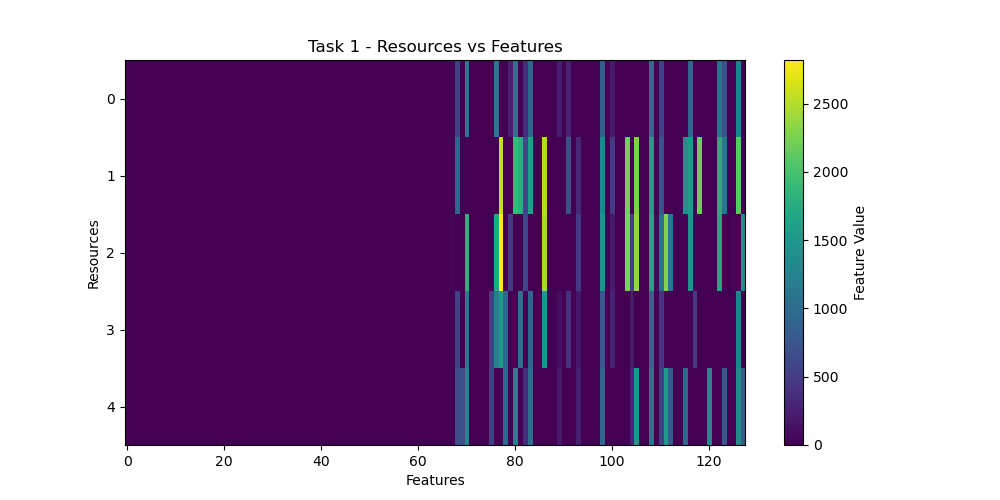 Task 1 - Resources vs Features
Resources
0
1
2
3
4
0 20 40 60 80 100 120
Features
2500
2000
1500
1000
500
0
Feature Value